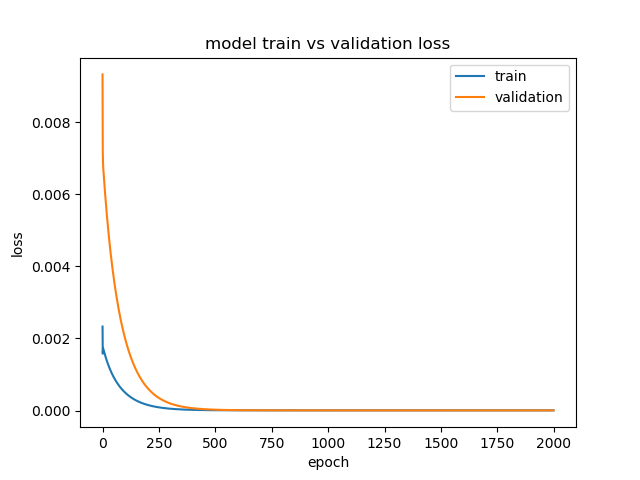 model train vs validation loss
train
validation
0.008
0.006
0.004
0.002
0.000
loss
0 250 500 750 1000 1250 1500 1750 2000
epoch